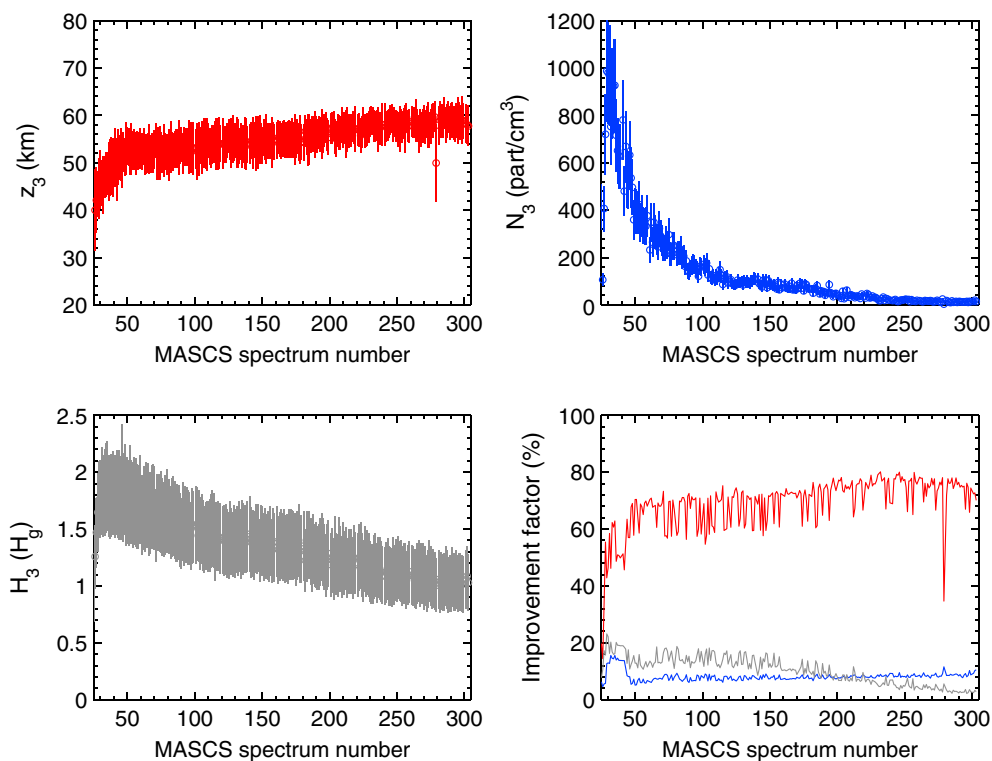 80
70
60
50
40
30
20
z3 (km)
50 100 150 200 250 300
MASCS spectrum number
1200
1000
800
600
400
200
0
N3 (part/cm3)
50 100 150 200 250 300
MASCS spectrum number
2.5
2
1.5
1
0.5
0
H3 (Hg)
50 100 150 200 250 300
MASCS spectrum number
100
80
60
40
20
0
Improvement factor (%)
50 100 150 200 250 300
MASCS spectrum number